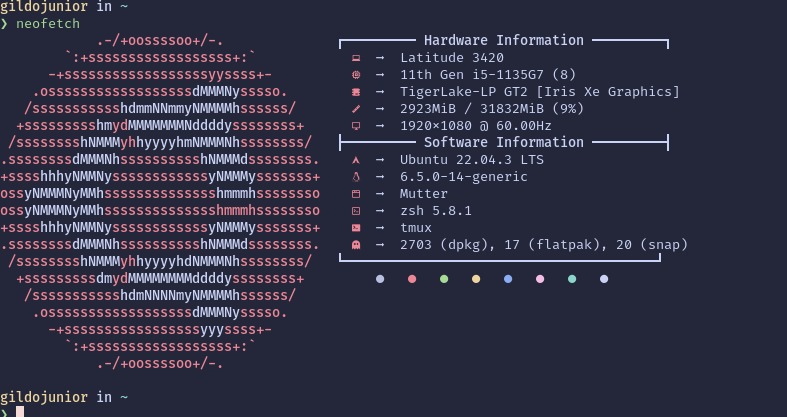 gildojunior in ~
❯ neofetch
.-/+oossssoo+/-.
`:+ssssssssssssssssss+:`
-+ssssssssssssssssssyyssss+-
.ossssssssssssssssssdMMMNysssso.
/ssssssssssshdmmNNmmyNMMMMhssssss/
+ssssssssshmydMMMMMMMNddddyssssssss+
/sssssssshNMMMyhhyyyyhmNMMMNhssssssss/
.ssssssssdMMMNhsssssssssshNMMMdssssssss.
+sssshhhyNMMNyssssssssssssyNMMMysssssss+
ossyNMMMNyMMhsssssssssssssshmmmhssssssso
ossyNMMMNyMMhsssssssssssssshmmmhssssssso
+sssshhhyNMMNyssssssssssssyNMMMysssssss+
.ssssssssdMMMNhsssssssssshNMMMdssssssss.
/sssssssshNMMMyhhyyyyhdNMMMNhssssssss/
+sssssssssdmydMMMMMMMMddddyssssssss+
/ssssssssssshdmNNNNmyNMMMMhssssss/
.ossssssssssssssssssdMMMNysssso.
-+sssssssssssssssssyyyssss+-
`:+ssssssssssssssssss+:`
.-/+oossssoo+/-.
Hardware Information
→ Latitude 3420
→ 11th Gen i5-1135G7 (8)
→ TigerLake-LP GT2 [Iris Xe Graphics]
→ 2923MiB / 31832MiB (9%)
→ 1920×1080 @ 60.00Hz
Software Information
→ Ubuntu 22.04.3 LTS
→ 6.5.0-14-generic
→ Mutter
→ zsh 5.8.1
→ tmux
→ 2703 (dpkg), 17 (flatpak), 20 (snap)
gildojunior in ~
❯